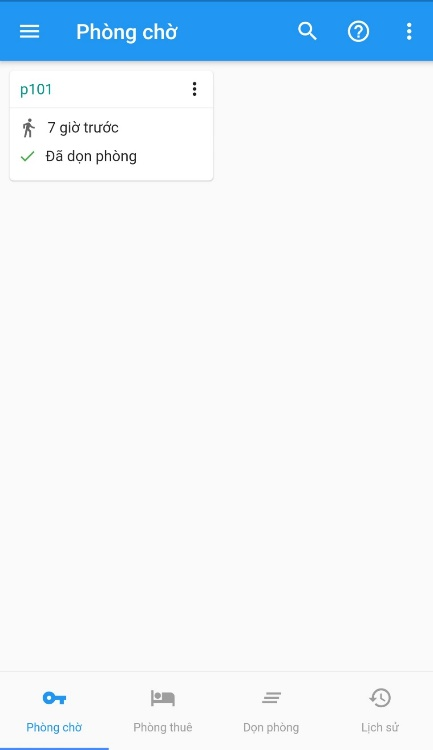 Phòng chờ
p101
7 giờ trước
Đã dọn phòng
Phòng chờ
Phòng thuê
Dọn phòng
Lịch sử